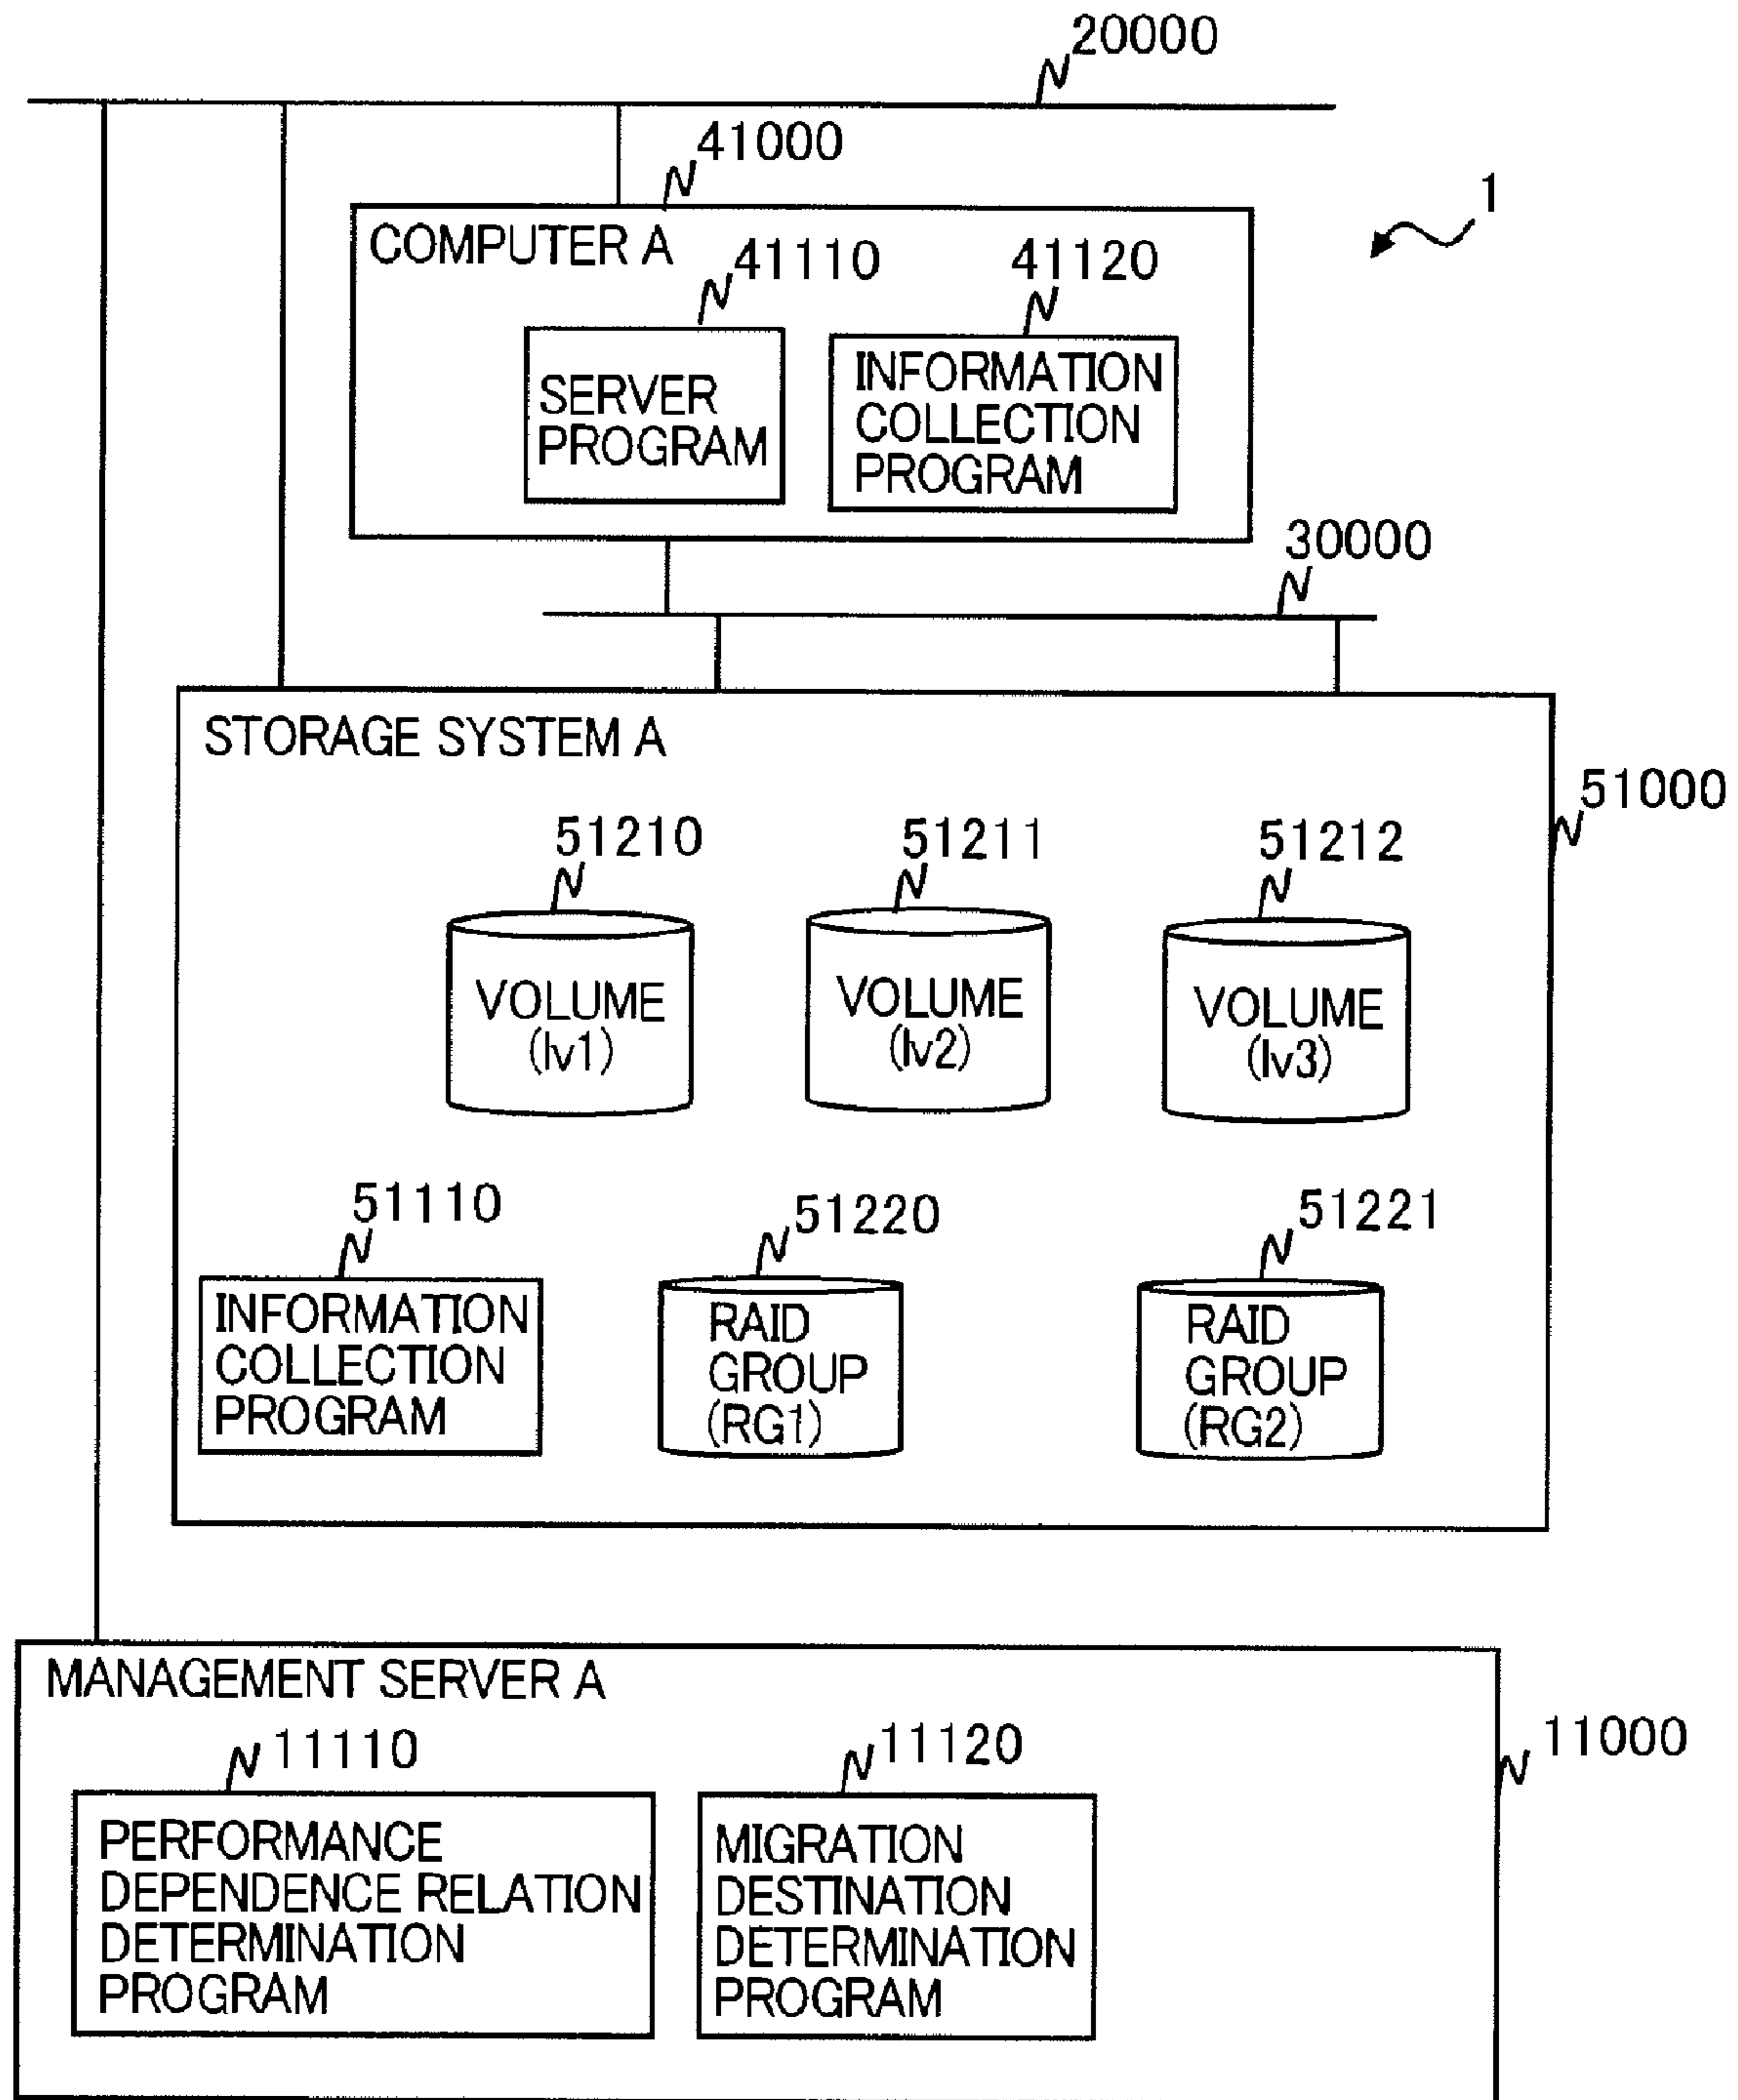 20000
41000
1
COMPUTER A
41110
41120
SERVER
PROGRAM
INFORMATION
COLLECTION
PROGRAM
30000
STORAGE SYSTEM A
51000
51210
51211
51212
VOLUME
(lv1)
VOLUME
(lv2)
VOLUME
(lv3)
51110
51220
51221
INFORMATION
COLLECTION
PROGRAM
RAID
GROUP
(RG1)
RAID
GROUP
(RG2)
MANAGEMENT SERVER A
11000
11110
11120
PERFORMANCE
DEPENDENCE RELATION
DETERMINATION
PROGRAM
MIGRATION
DESTINATION
DETERMINATION
PROGRAM